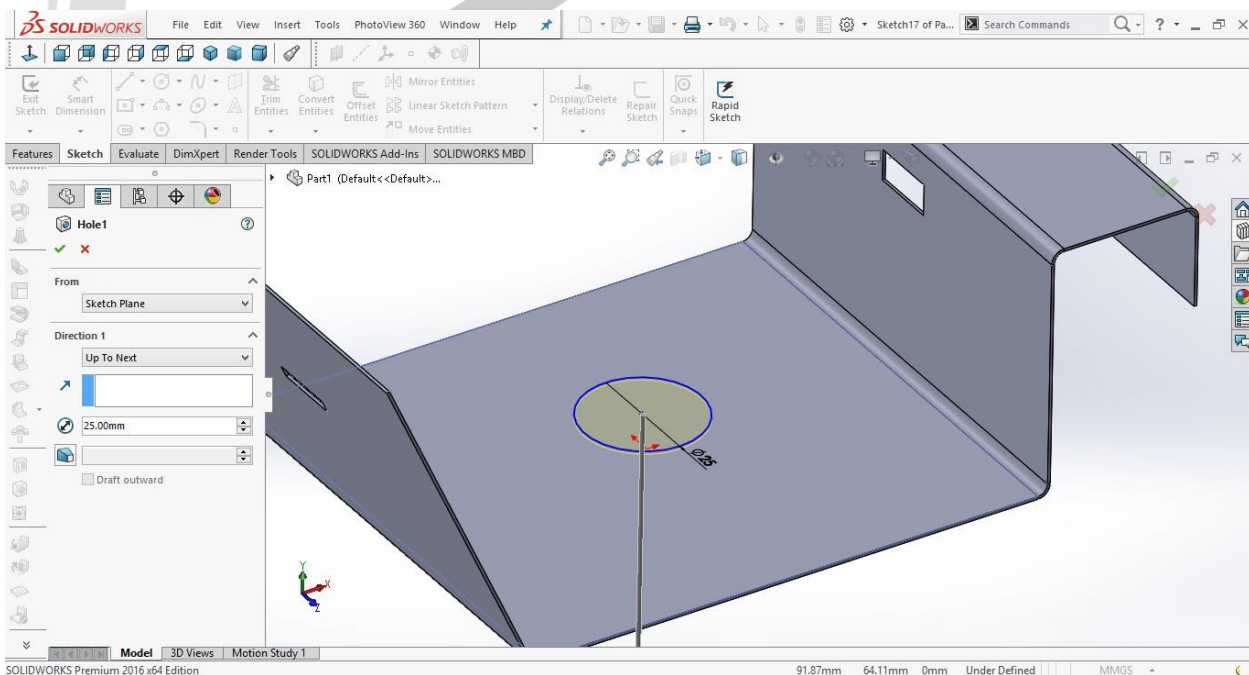 SOLIDWORKS File Edit View Insert Tools PhotoView 360 Window Help Sketch17 of Pa... Search Commands ?
Exit Sketch Smart Dimension Trim Entities Convert Entities Offset Entities Mirror Entities Linear Sketch Pattern Move Entities Display/Delete Relations Repair Sketch Quick Snaps Rapid Sketch
Features Sketch Evaluate DimXpert Render Tools SOLIDWORKS Add-Ins SOLIDWORKS MBD
Part1 (Default<<Default>...
Hole1
From
Sketch Plane
Direction 1
Up To Next
25.00mm
Draft outward
Ø25
Y
X
Z
Model 3D Views Motion Study 1
SOLIDWORKS Premium 2016 x64 Edition 91.87mm 64.11mm 0mm Under Defined MMGS